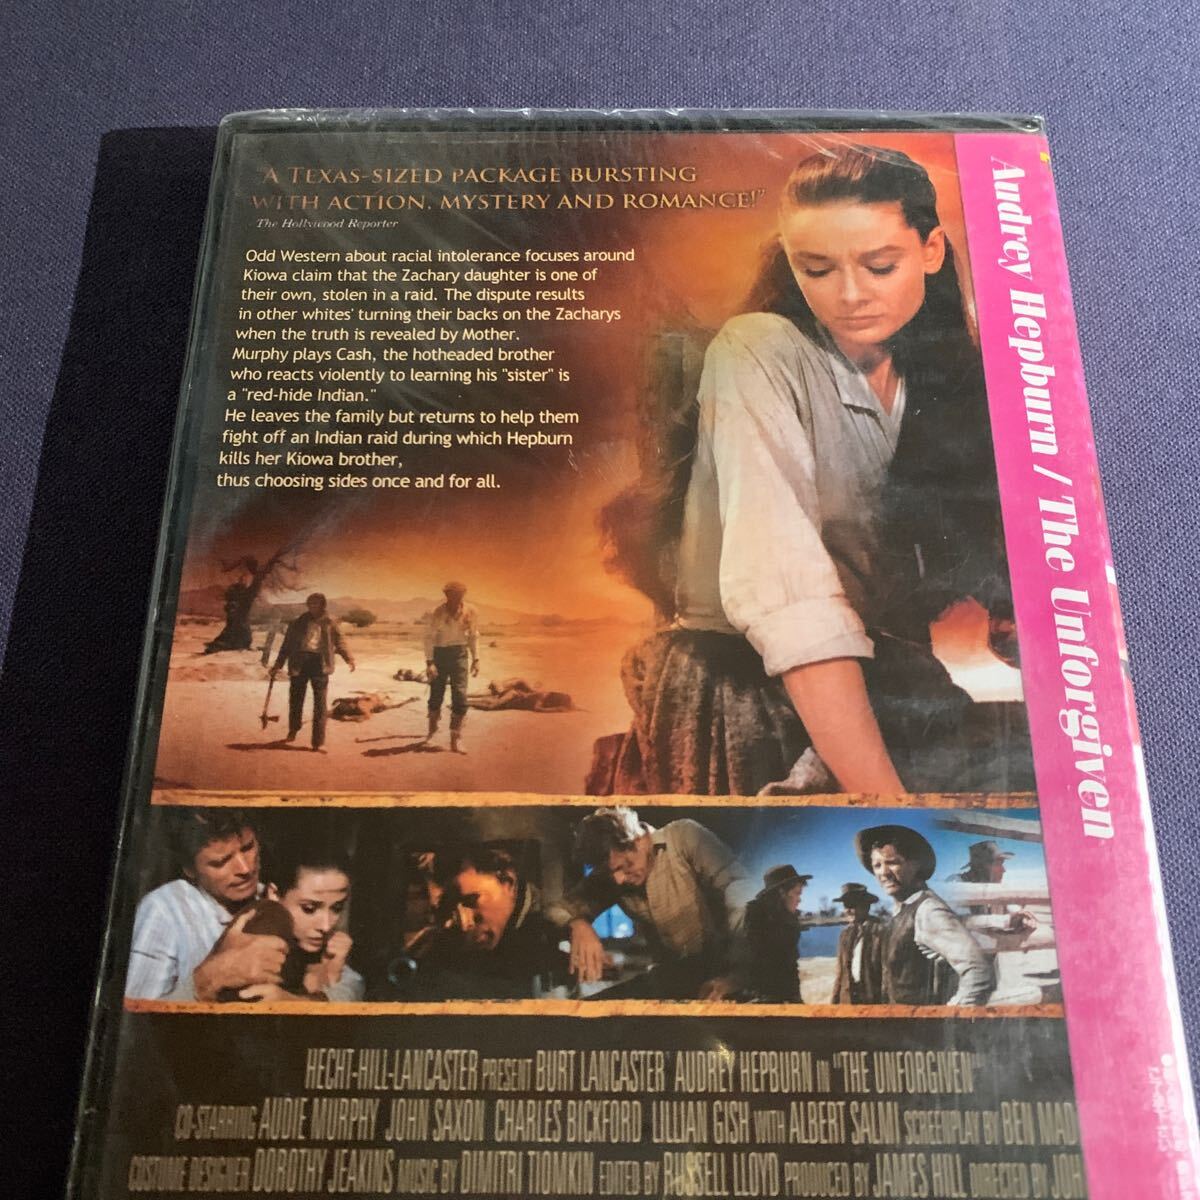 "A TEXAS-SIZED PACKAGE BURSTING
WITH ACTION, MYSTERY AND ROMANCE!"
The Hollywood Reporter
Odd Western about racial intolerance focuses around
Kiowa claim that the Zachary daughter is one of
their own, stolen in a raid. The dispute results
in other whites' turning their backs on the Zacharys
when the truth is revealed by Mother.
Murphy plays Cash, the hotheaded brother
who reacts violently to learning his "sister" is
a "red-hide Indian."
He leaves the family but returns to help them
fight off an Indian raid during which Hepburn
kills her Kiowa brother,
thus choosing sides once and for all.
HECHT-HILL-LANCASTER PRESENT BURT LANCASTER AUDREY HEPBURN IN "THE UNFORGIVEN"
CO-STARRING AUDIE MURPHY JOHN SAXON CHARLES BICKFORD LILLIAN GISH WITH ALBERT SALMI SCREENPLAY BY BEN MAD
COSTUME DESIGNER DOROTHY JEAKINS MUSIC BY DIMITRI TIOMKIN EDITED BY RUSSELL LLOYD PRODUCED BY JAMES HILL DIRECTED BY JOH
Audrey Hepburn / The Unforgiven